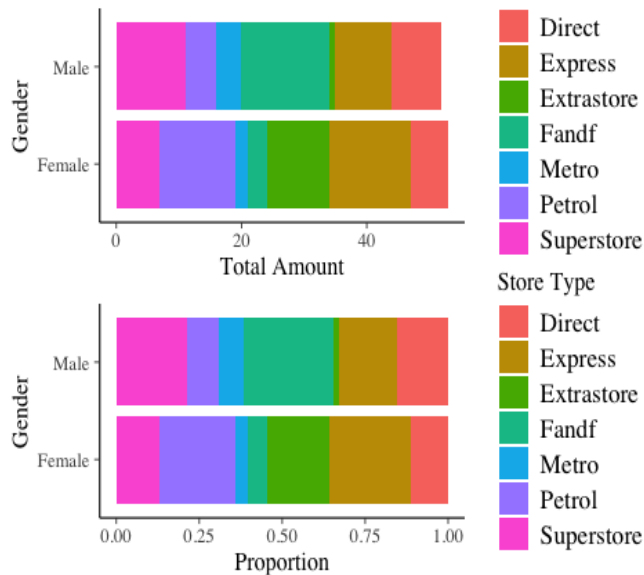 Gender
Male
Female
0 20 40
Total Amount
Direct
Express
Extrastore
Fandf
Metro
Petrol
Superstore
Store Type
Direct
Express
Extrastore
Fandf
Metro
Petrol
Superstore
Gender
Male
Female
0.00 0.25 0.50 0.75 1.00
Proportion